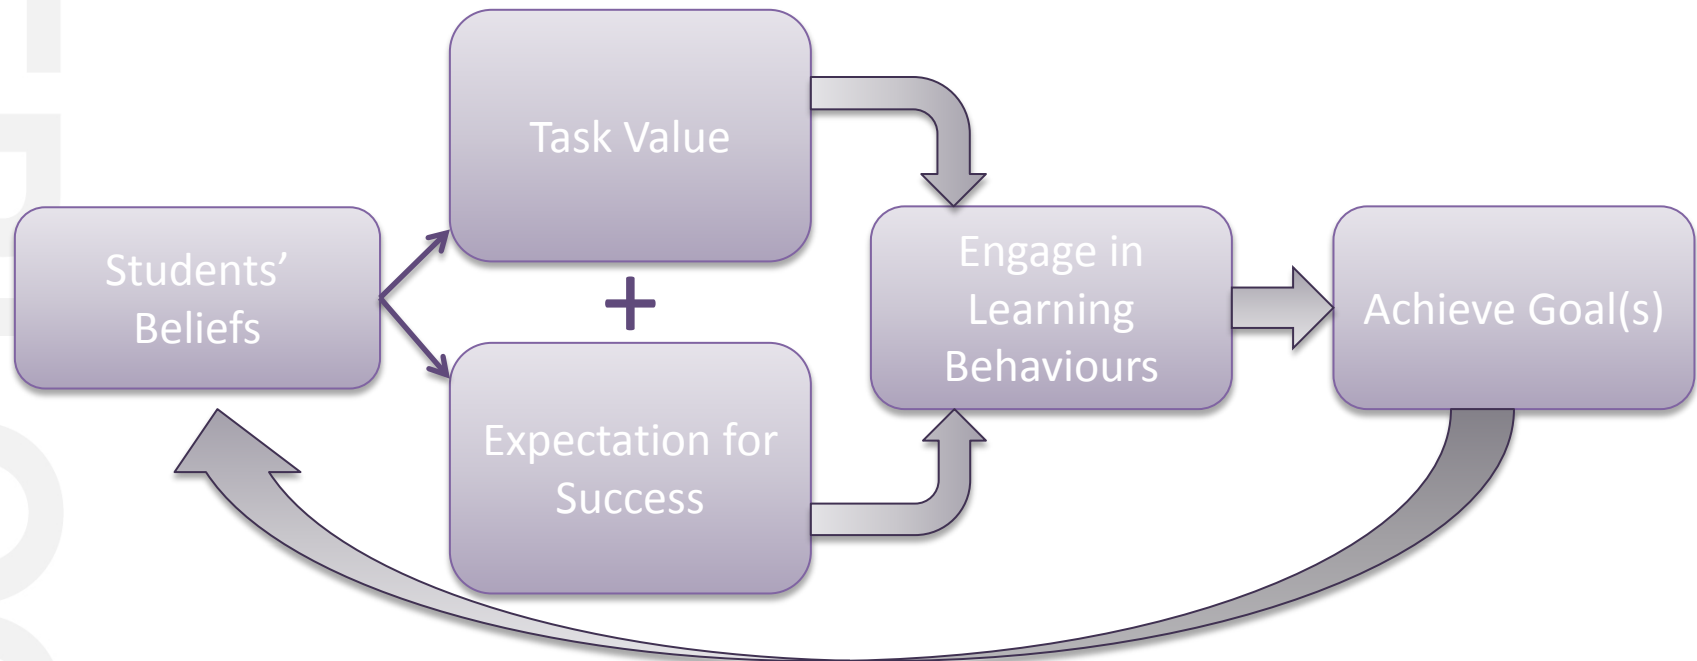 Task Value
Students’
Beliefs
+
Expectation for
Success
Engage in
Learning
Behaviours
Achieve Goal(s)